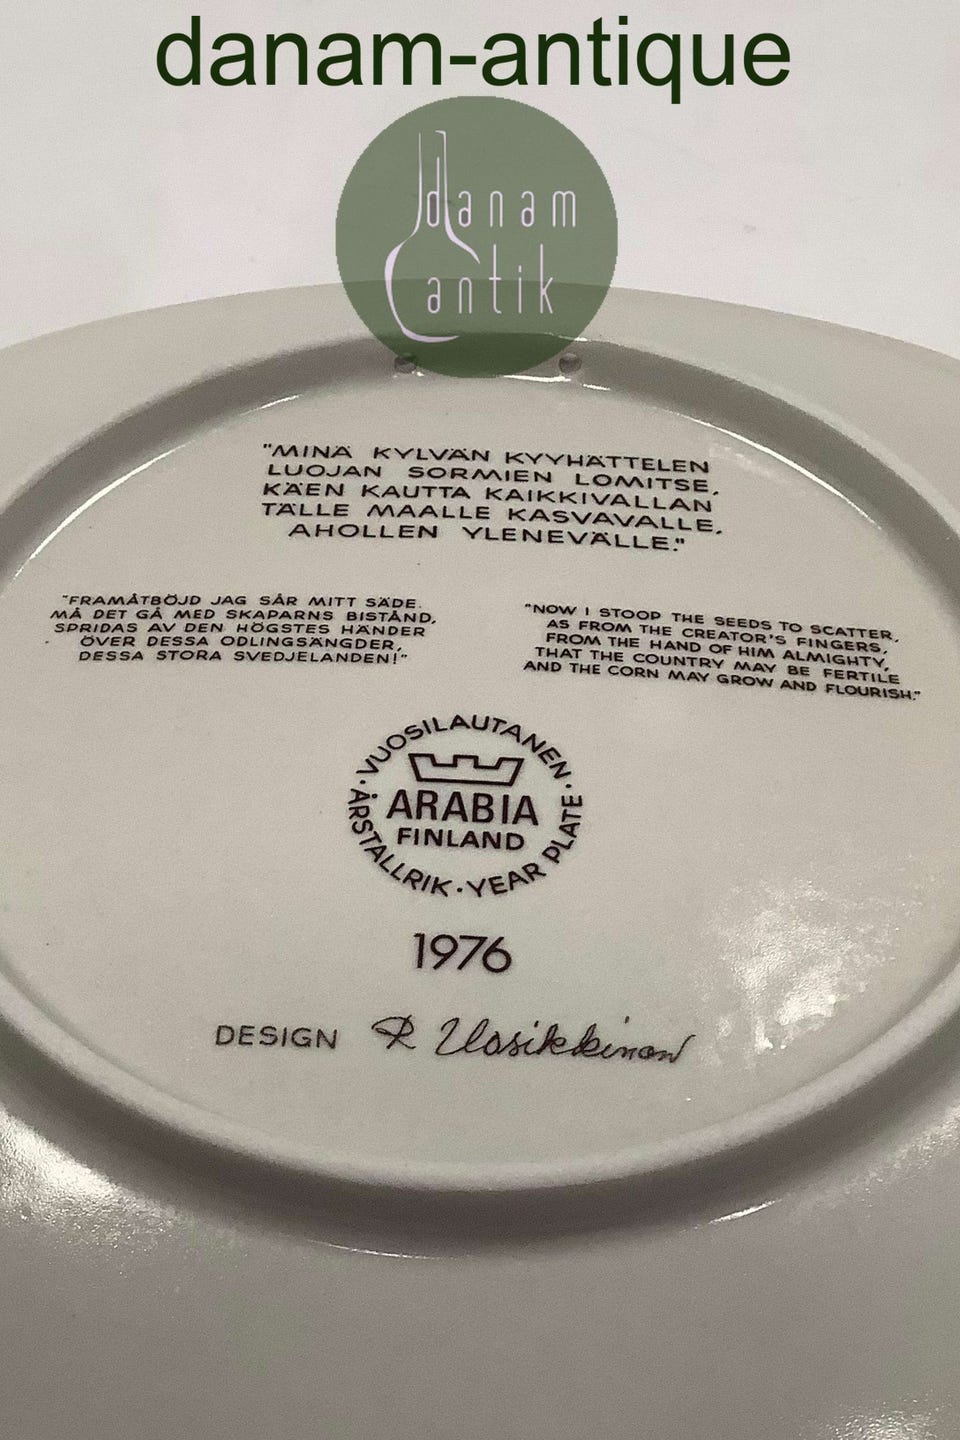 danam-antique
danam
antik
"MINÄ KYLVÄN KYYHÄTTELEN
LUOJAN SORMIEN LOMITSE,
KÄEN KAUTTA KAIKKIVALLAN
TÄLLE MAALLE KASVAVALLE,
AHOLLEN YLENEVÄLLE."
"FRAMÅTBÖJD JAG SÅR MITT SÄDE.
MÅ DET GÅ MED SKAPARNS BISTÅND,
SPRIDAS AV DEN HÖGSTES HÄNDER
ÖVER DESSA ODLINGSÄNGDER,
DESSA STORA SVEDJELANDEN!"
"NOW I STOOP THE SEEDS TO SCATTER,
AS FROM THE CREATOR'S FINGERS,
FROM THE HAND OF HIM ALMIGHTY,
THAT THE COUNTRY MAY BE FERTILE
AND THE CORN MAY GROW AND FLOURISH."
· VUOSILAUTANEN ·
ARABIA
FINLAND
ÅRSTALLRIK · YEAR PLATE
1976
DESIGN R Uosikkinen